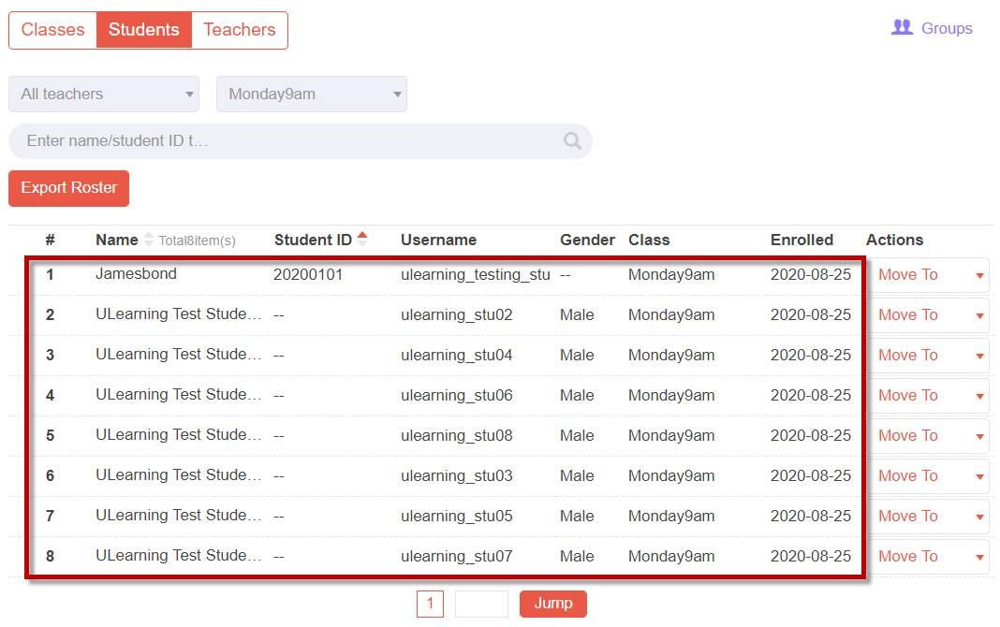 Classes Students Teachers
Groups
All teachers Monday9am
Enter name/student ID t...
Export Roster
# Name Total8item(s) Student ID Username Gender Class Enrolled Actions
1 Jamesbond 20200101 ulearning_testing_stu -- Monday9am 2020-08-25 Move To
2 ULearning Test Stude... -- ulearning_stu02 Male Monday9am 2020-08-25 Move To
3 ULearning Test Stude... -- ulearning_stu04 Male Monday9am 2020-08-25 Move To
4 ULearning Test Stude... -- ulearning_stu06 Male Monday9am 2020-08-25 Move To
5 ULearning Test Stude... -- ulearning_stu08 Male Monday9am 2020-08-25 Move To
6 ULearning Test Stude... -- ulearning_stu03 Male Monday9am 2020-08-25 Move To
7 ULearning Test Stude... -- ulearning_stu05 Male Monday9am 2020-08-25 Move To
8 ULearning Test Stude... -- ulearning_stu07 Male Monday9am 2020-08-25 Move To
1 Jump